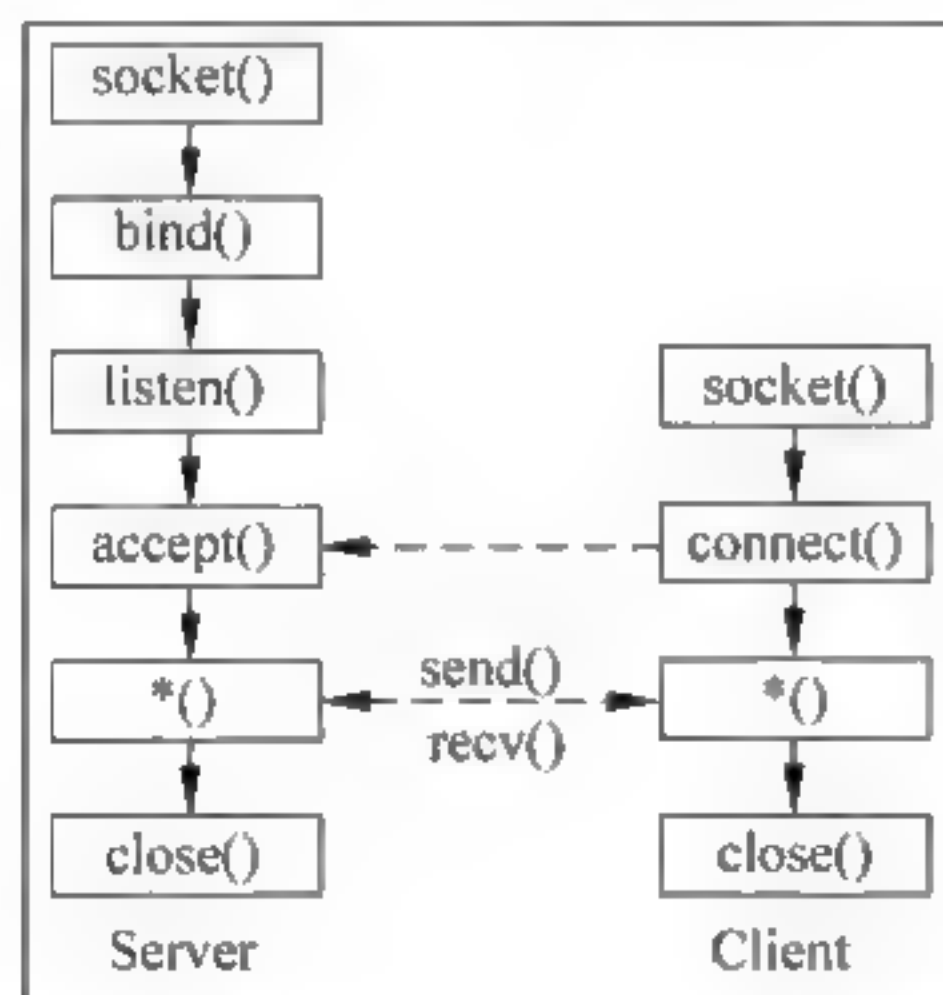 socket()
bind()
listen()
accept()
*()
close()
Server
socket()
connect()
*()
close()
Client
send()
recv()